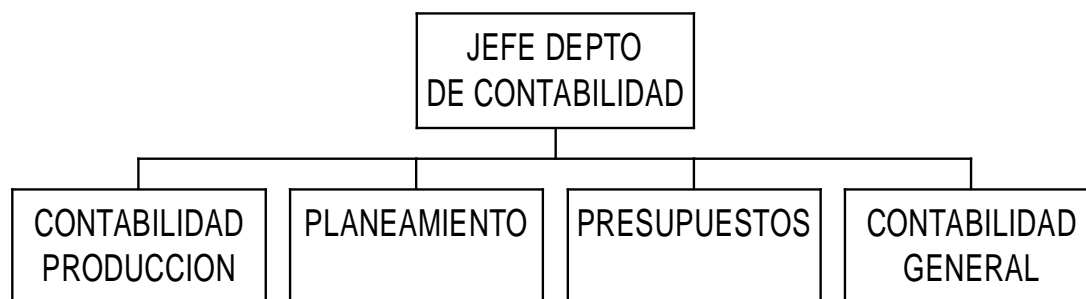 JEFE DEPTO
DE CONTABILIDAD
CONTABILIDAD
PRODUCCION
PLANEAMIENTO
PRESUPUESTOS
CONTABILIDAD
GENERAL